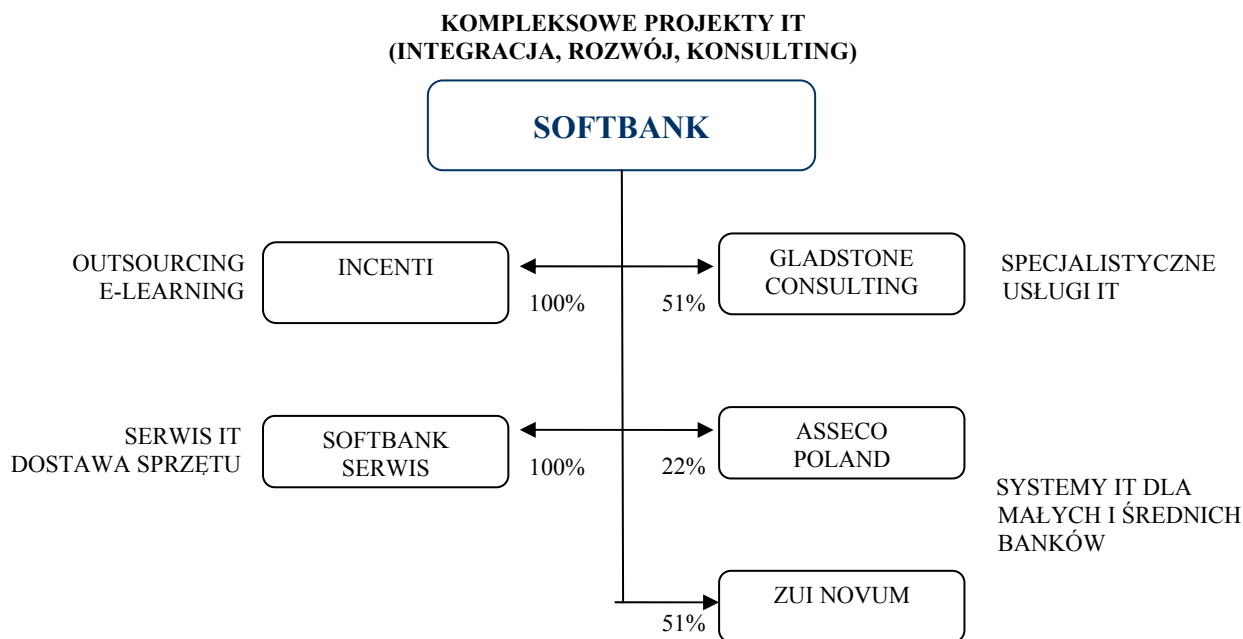 KOMPLEKSOWE PROJEKTY IT
(INTEGRACJA, ROZWÓJ, KONSULTING)
SOFTBANK
OUTSOURCING
E-LEARNING
INCENTI
100%
51%
GLADSTONE
CONSULTING
SPECJALISTYCZNE
USŁUGI IT
SERWIS IT
DOSTAWA SPRZĘTU
SOFTBANK
SERWIS
100%
22%
ASSECO
POLAND
SYSTEMY IT DLA
MAŁYCH I ŚREDNICH
BANKÓW
51%
ZUI NOVUM